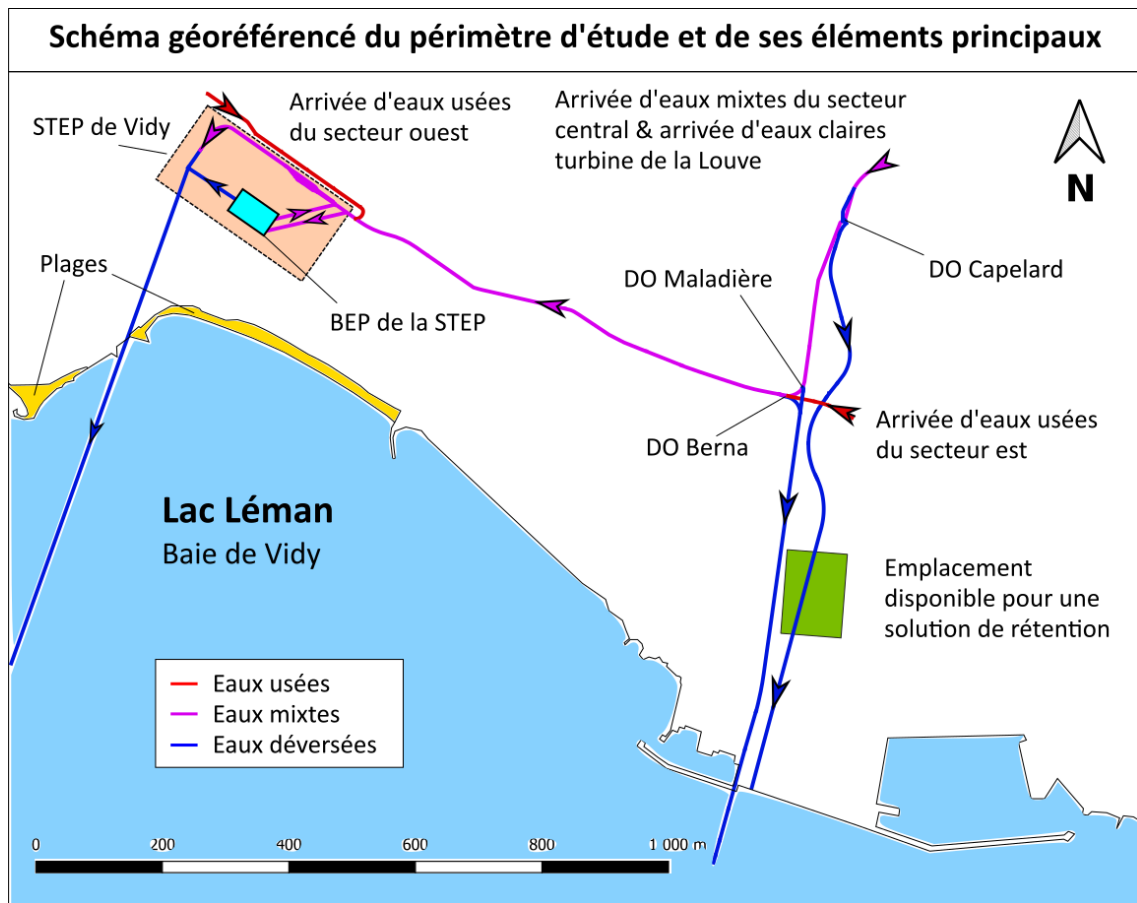 Schéma géoréférencé du périmètre d'étude et de ses éléments principaux
STEP de Vidy
Arrivée d'eaux usées
du secteur ouest
Arrivée d'eaux mixtes du secteur
central & arrivée d'eaux claires
turbine de la Louve
N
Plages
DO Maladière
DO Capelard
BEP de la STEP
DO Berna
Arrivée d'eaux usées
du secteur est
Lac Léman
Baie de Vidy
Emplacement
disponible pour une
solution de rétention
Eaux usées
Eaux mixtes
Eaux déversées
0 200 400 600 800 1 000 m